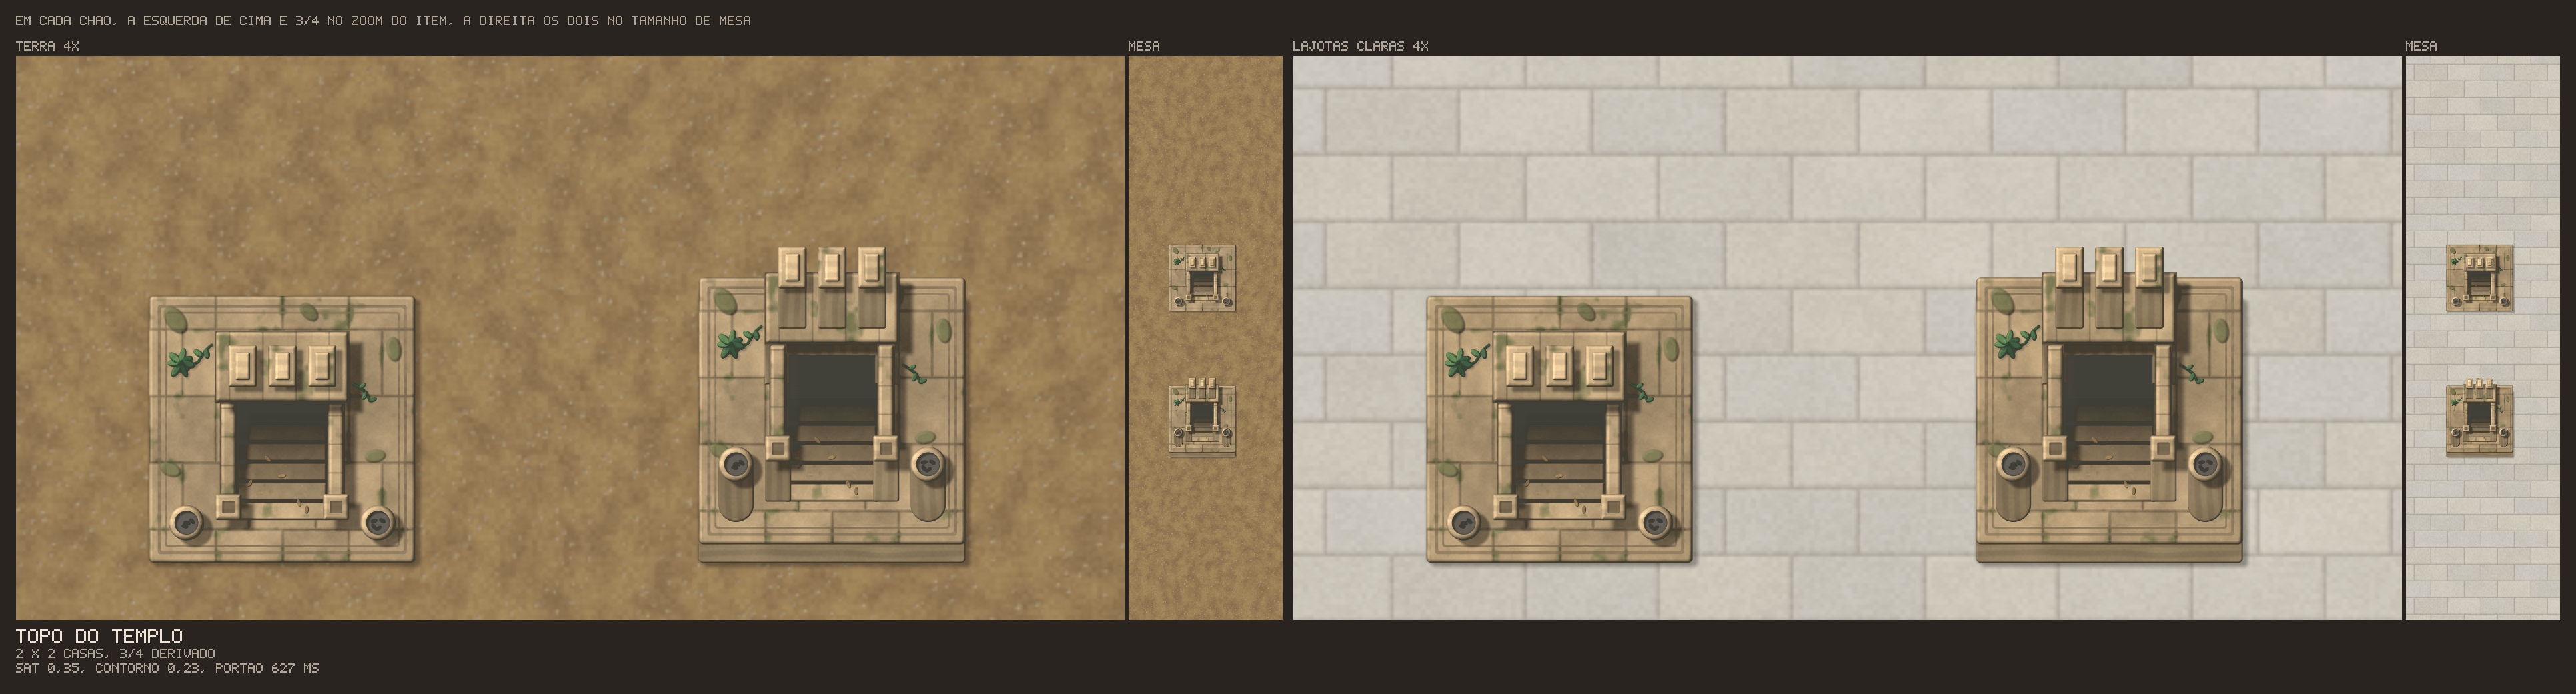 EM CADA CHAO, A ESQUERDA DE CIMA E 3/4 NO ZOOM DO ITEM, A DIREITA OS DOIS NO TAMANHO DE MESA
TERRA 4X
MESA
LAJOTAS CLARAS 4X
MESA
TOPO DO TEMPLO
2 X 2 CASAS, 3/4 DERIVADO
SAT 0,35, CONTORNO 0,23, PORTAO 627 MS